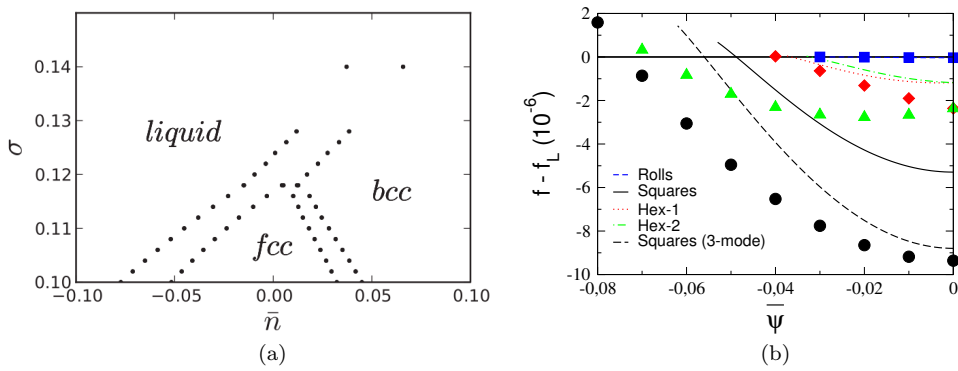 0.14
0.13
0.12
0.11
0.10
σ
liquid
bcc
fcc
−0.10
−0.05
0.00
0.05
0.10
n̄
(a)
2
0
-2
-4
-6
-8
-10
f - f_L (10^-6)
Rolls
Squares
Hex-1
Hex-2
Squares (3-mode)
-0,08
-0,06
-0,04
-0,02
0
ψ̄
(b)